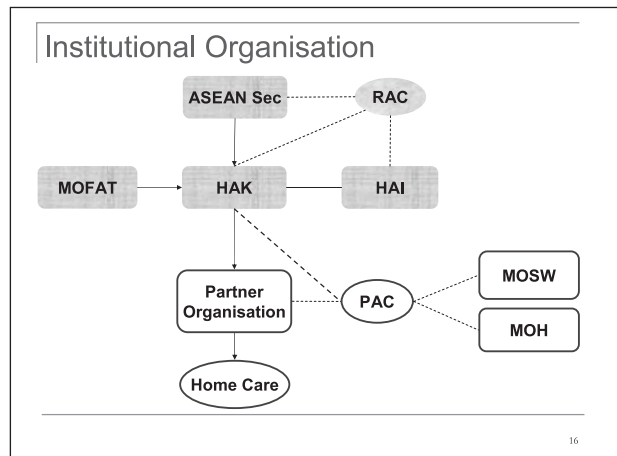 Institutional Organisation
ASEAN Sec
RAC
MOFAT
HAK
HAI
Partner
Organisation
PAC
MOSW
MOH
Home Care
16